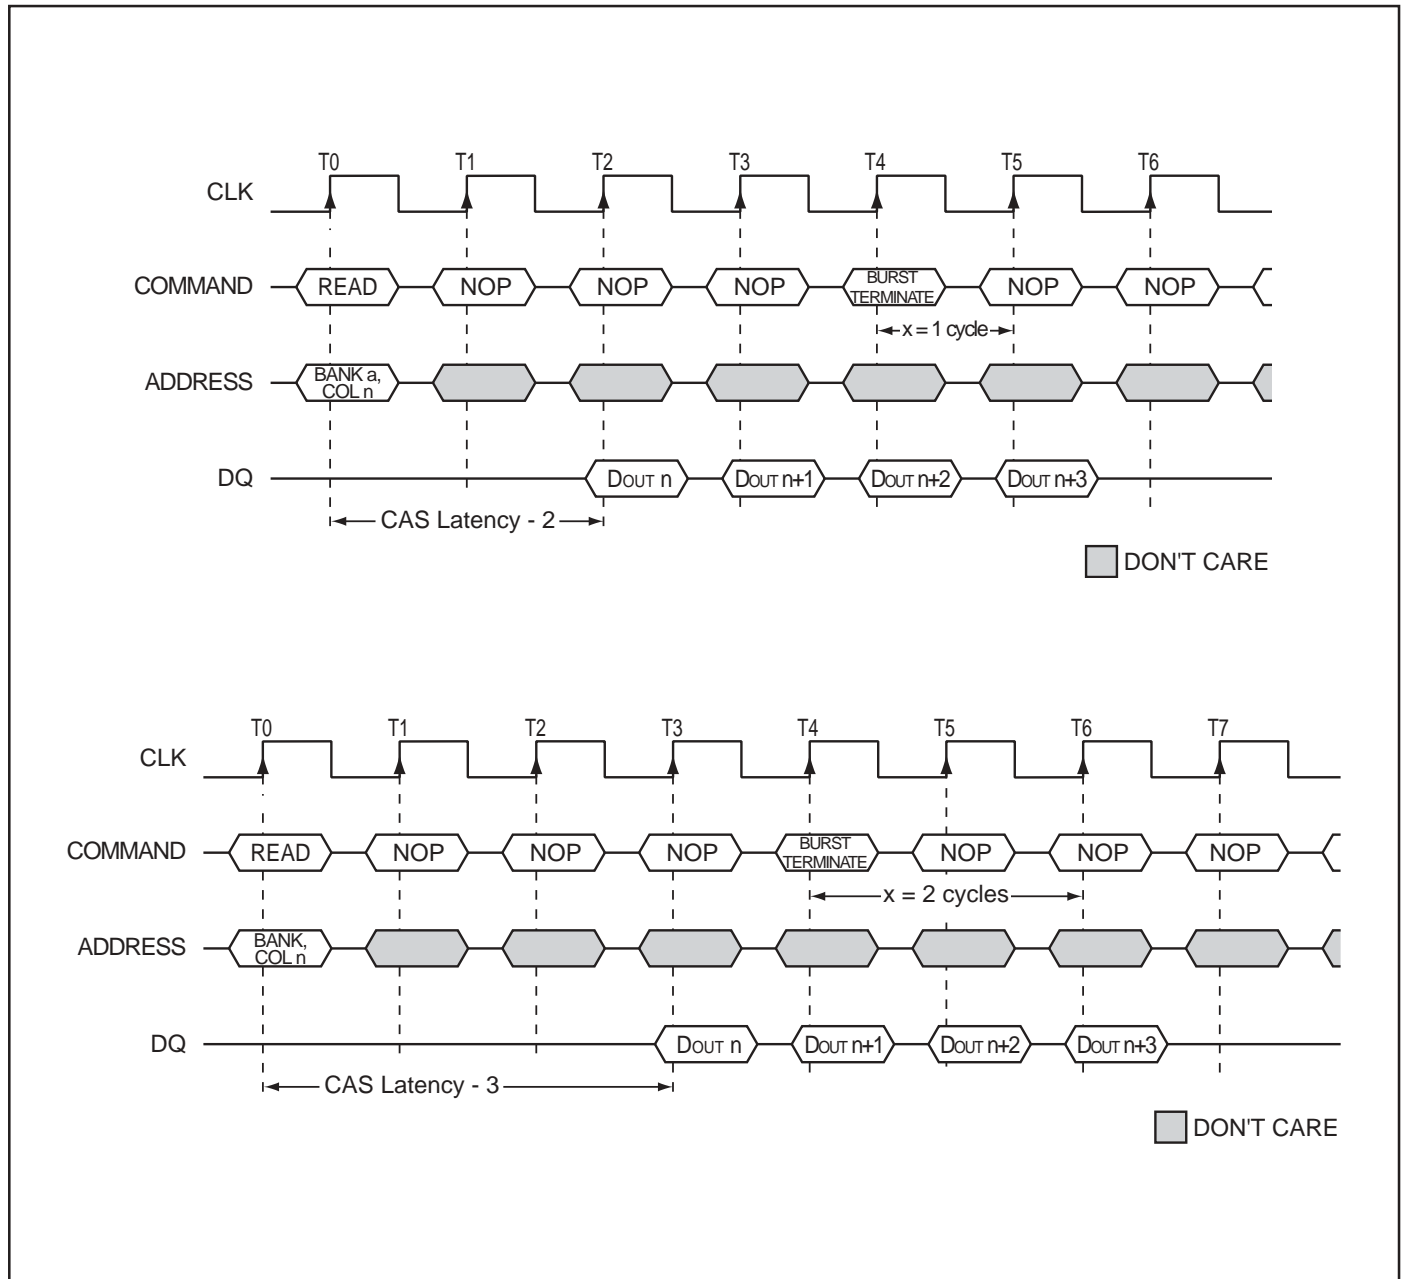 T0 T1 T2 T3 T4 T5 T6
CLK
COMMAND READ NOP NOP NOP BURST TERMINATE NOP NOP
x = 1 cycle
ADDRESS BANK a, COL n
DQ DOUT n DOUT n+1 DOUT n+2 DOUT n+3
CAS Latency - 2
DON'T CARE
T0 T1 T2 T3 T4 T5 T6 T7
CLK
COMMAND READ NOP NOP NOP BURST TERMINATE NOP NOP NOP
x = 2 cycles
ADDRESS BANK, COL n
DQ DOUT n DOUT n+1 DOUT n+2 DOUT n+3
CAS Latency - 3
DON'T CARE